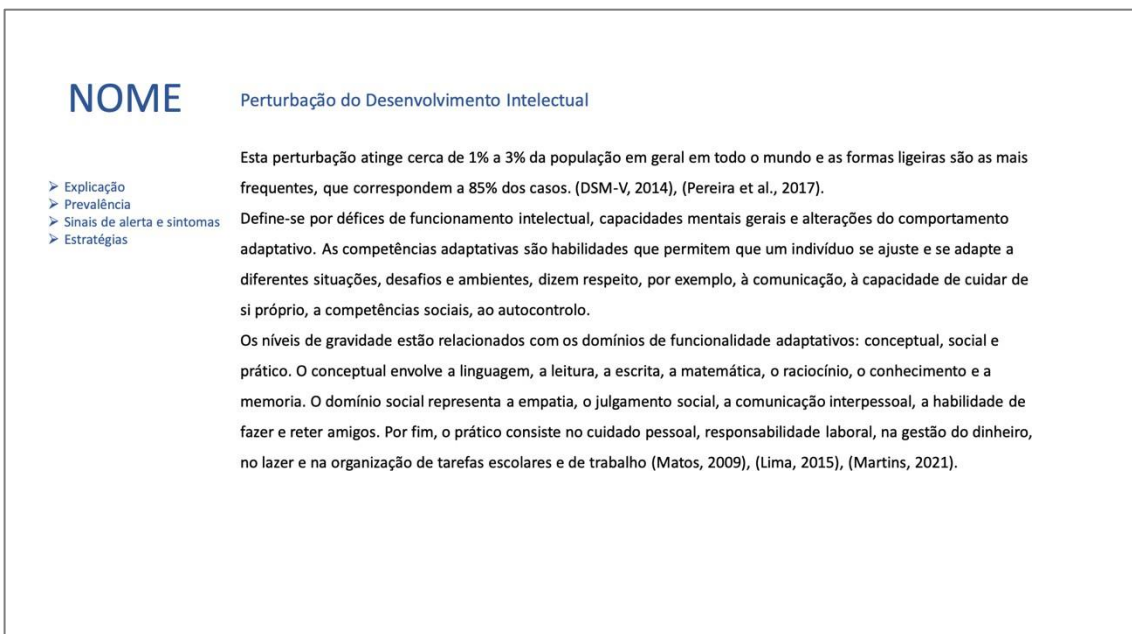 NOME
Perturbação do Desenvolvimento Intelectual
➢ Explicação
➢ Prevalência
➢ Sinais de alerta e sintomas
➢ Estratégias
Esta perturbação atinge cerca de 1% a 3% da população em geral em todo o mundo e as formas ligeiras são as mais
frequentes, que correspondem a 85% dos casos. (DSM-V, 2014), (Pereira et al., 2017).
Define-se por défices de funcionamento intelectual, capacidades mentais gerais e alterações do comportamento
adaptativo. As competências adaptativas são habilidades que permitem que um indivíduo se ajuste e se adapte a
diferentes situações, desafios e ambientes, dizem respeito, por exemplo, à comunicação, à capacidade de cuidar de
si próprio, a competências sociais, ao autocontrolo.
Os níveis de gravidade estão relacionados com os domínios de funcionalidade adaptativos: conceptual, social e
prático. O conceptual envolve a linguagem, a leitura, a escrita, a matemática, o raciocínio, o conhecimento e a
memoria. O domínio social representa a empatia, o julgamento social, a comunicação interpessoal, a habilidade de
fazer e reter amigos. Por fim, o prático consiste no cuidado pessoal, responsabilidade laboral, na gestão do dinheiro,
no lazer e na organização de tarefas escolares e de trabalho (Matos, 2009), (Lima, 2015), (Martins, 2021).